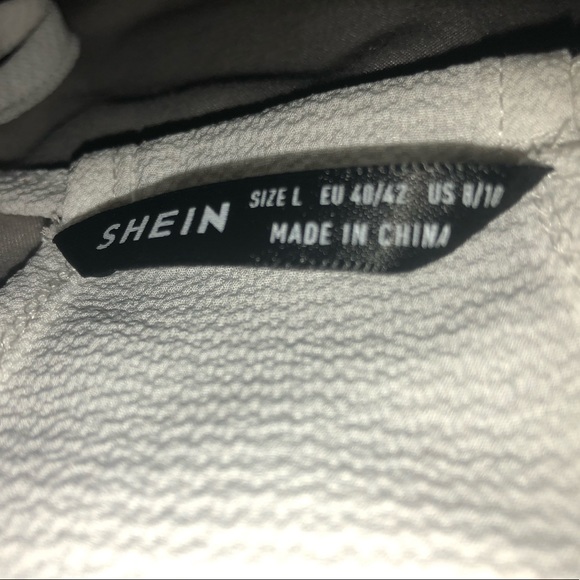 SHEIN
SIZE L EU 40/42 US 8/10
MADE IN CHINA